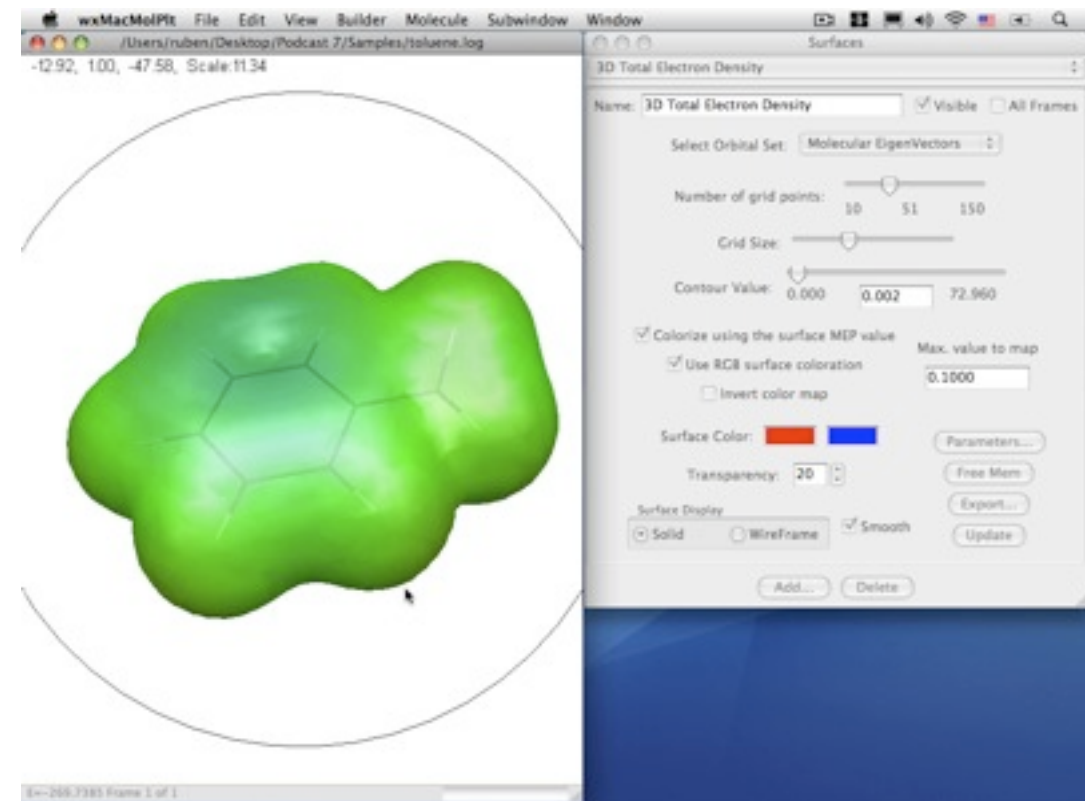 wxMacMolPlt File Edit View Builder Molecule Subwindow Window
/Users/ruben/Desktop/Podcast 7/Samples/toluene.log
-12.92, 1.00, -47.58, Scale:11.34
Surfaces
3D Total Electron Density
Name: 3D Total Electron Density Visible All Frames
Select Orbital Set: Molecular EigenVectors
Number of grid points:
10 51 150
Grid Size:
Contour Value: 0.000 0.002 72.960
Colorize using the surface MEP value
Max. value to map
Use RGB surface coloration
0.1000
Invert color map
Surface Color:
Parameters...
Transparency: 20
Free Mem
Surface Display
Export...
Solid WireFrame Smooth
Update
Add... Delete
E=-269.7385 Frame 1 of 1